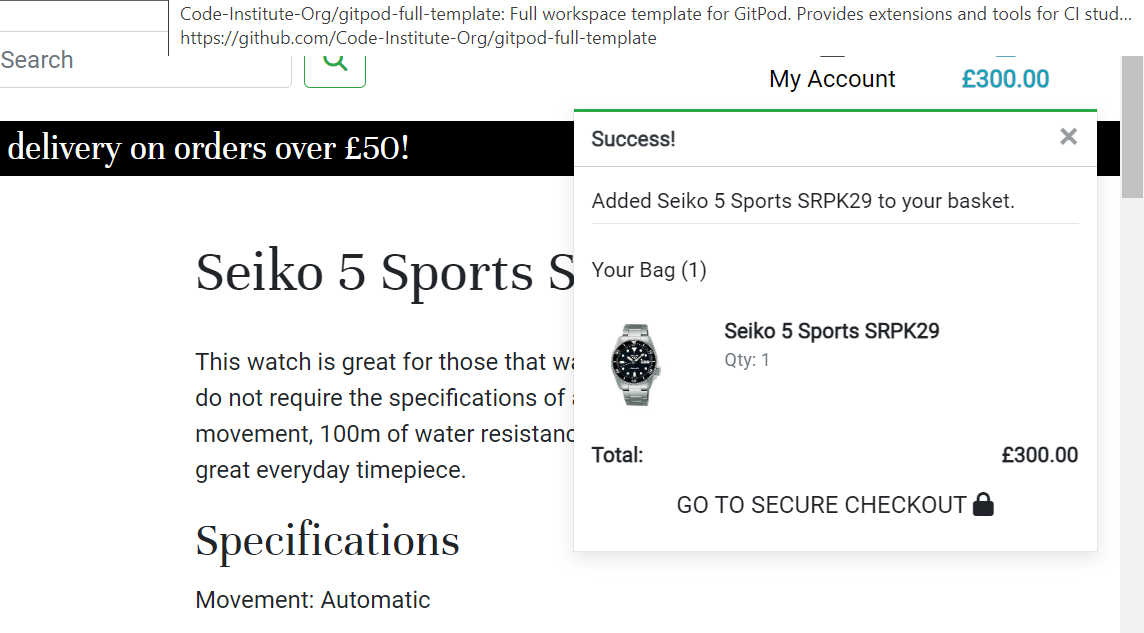 Code-Institute-Org/gitpod-full-template: Full workspace template for GitPod. Provides extensions and tools for CI stud...
https://github.com/Code-Institute-Org/gitpod-full-template
Search
My Account
£300.00
delivery on orders over £50!
Success!
Added Seiko 5 Sports SRPK29 to your basket.
Your Bag (1)
Seiko 5 Sports SRPK29
Qty: 1
Total:
£300.00
GO TO SECURE CHECKOUT
Seiko 5 Sports S
This watch is great for those that
do not require the specifications of
movement, 100m of water
great everyday timepiece.
Specifications
Movement: Automatic